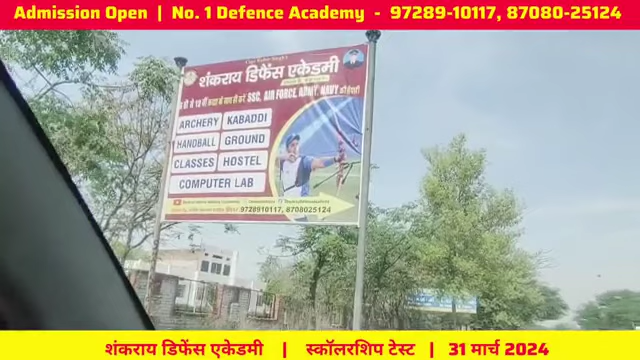 Admission Open | No. 1 Defence Academy - 97289-10117, 87080-25124
शंकराय डिफेंस एकेडमी
SSC, AIR FORCE, ARMY, NAVY
ARCHERY KABADDI
HANDBALL GROUND
CLASSES HOSTEL
COMPUTER LAB
9728910117, 8708025124
शंकराय डिफेंस एकेडमी | स्कॉलरशिप टेस्ट | 31 मार्च 2024